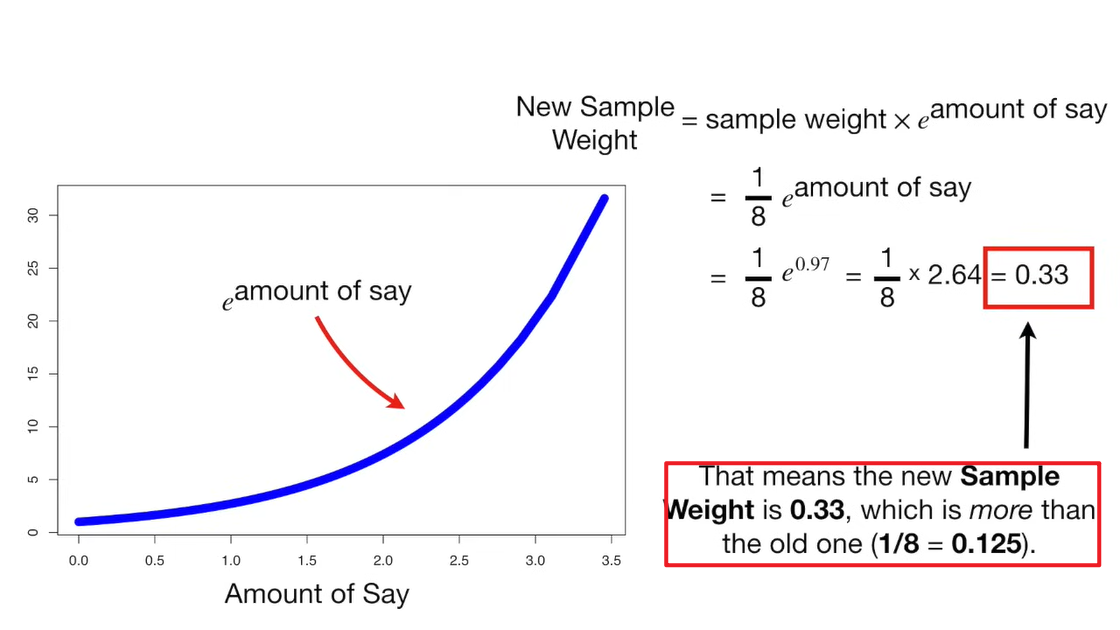 New Sample Weight = sample weight × e^amount of say
= 1/8 e^amount of say
= 1/8 e^0.97 = 1/8 x 2.64 = 0.33
e^amount of say
30
25
20
15
10
5
0
0.0 0.5 1.0 1.5 2.0 2.5 3.0 3.5
Amount of Say
That means the new Sample
Weight is 0.33, which is more than
the old one (1/8 = 0.125).